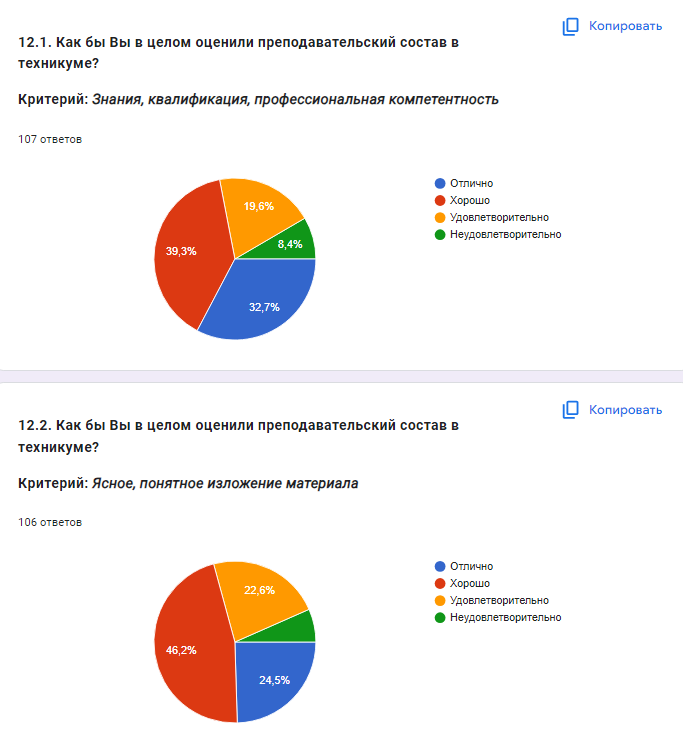 Копировать
12.1. Как бы Вы в целом оценили преподавательский состав в
техникуме?
Критерий: Знания, квалификация, профессиональная компетентность
107 ответов
Отлично
Хорошо
Удовлетворительно
Неудовлетворительно
19,6%
8,4%
39,3%
32,7%
Копировать
12.2. Как бы Вы в целом оценили преподавательский состав в
техникуме?
Критерий: Ясное, понятное изложение материала
106 ответов
Отлично
Хорошо
Удовлетворительно
Неудовлетворительно
22,6%
46,2%
24,5%